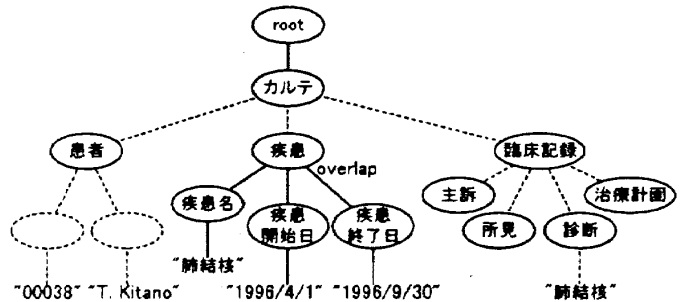 root
カルテ
患者
疾患
臨床記録
overlap
疾患名
疾患
開始日
疾患
終了日
主訴
所見
診断
治療計画
"肺結核"
"00038" "T. Kitano" "1996/4/1" "1996/9/30" "肺結核"